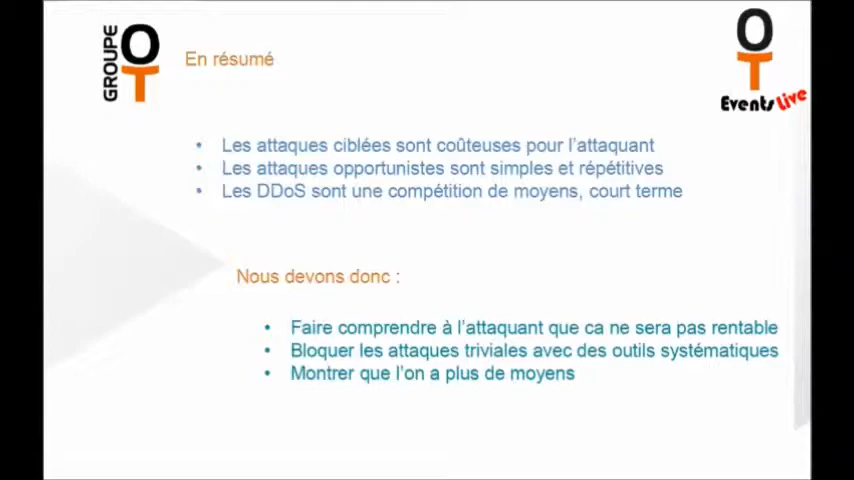 GROUPE OT
En résumé
OT
Events Live
• Les attaques ciblées sont coûteuses pour l'attaquant
• Les attaques opportunistes sont simples et répétitives
• Les DDoS sont une compétition de moyens, court terme
Nous devons donc :
• Faire comprendre à l'attaquant que ca ne sera pas rentable
• Bloquer les attaques triviales avec des outils systématiques
• Montrer que l'on a plus de moyens